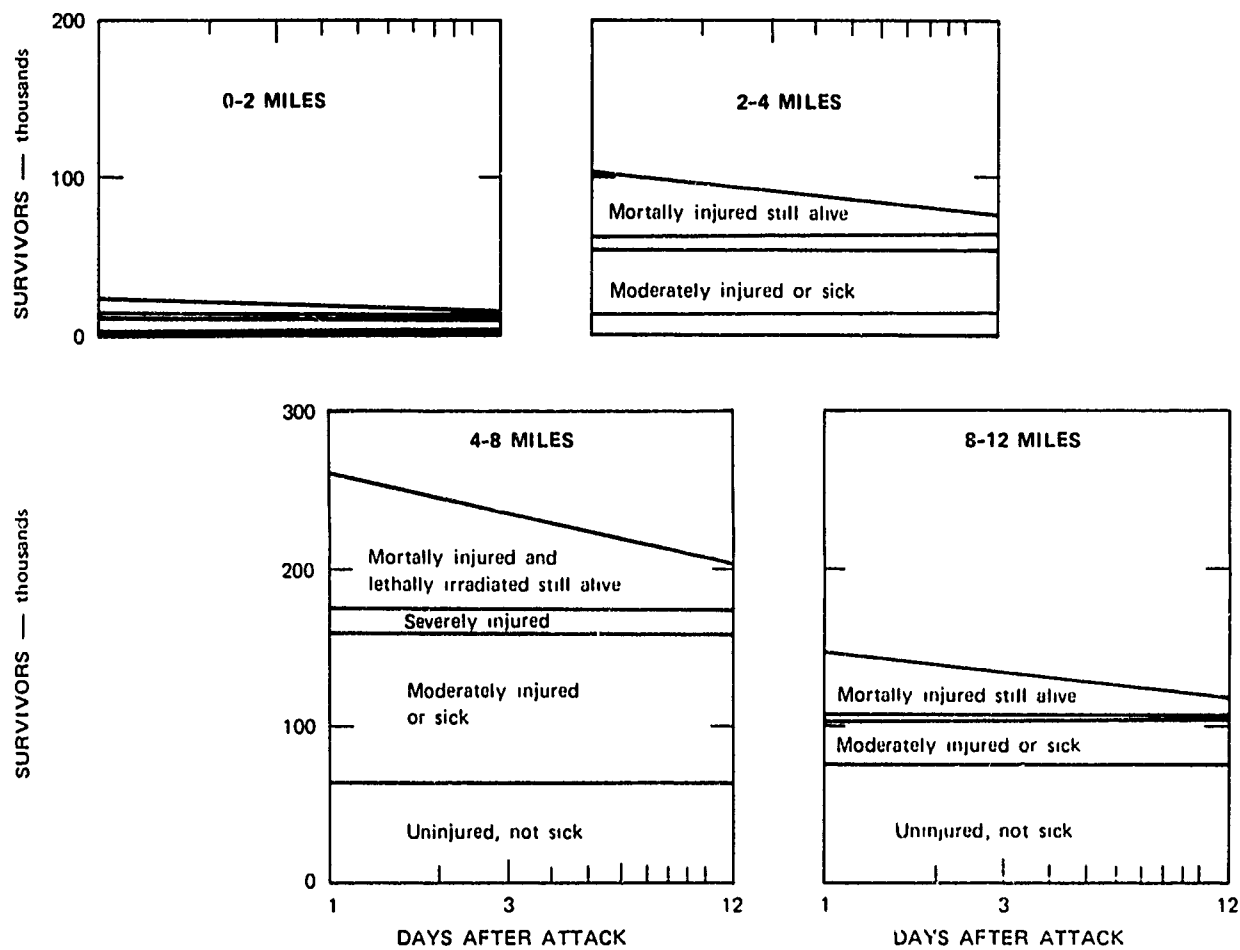 200
100
0
SURVIVORS — thousands
0-2 MILES
2-4 MILES
Mortally injured still alive
Moderately injured or sick
300
200
100
0
SURVIVORS — thousands
4-8 MILES
Mortally injured and
lethally irradiated still alive
Severely injured
Moderately injured
or sick
Uninjured, not sick
1
3
12
DAYS AFTER ATTACK
8-12 MILES
Mortally injured still alive
Moderately injured or sick
Uninjured, not sick
1
3
12
DAYS AFTER ATTACK